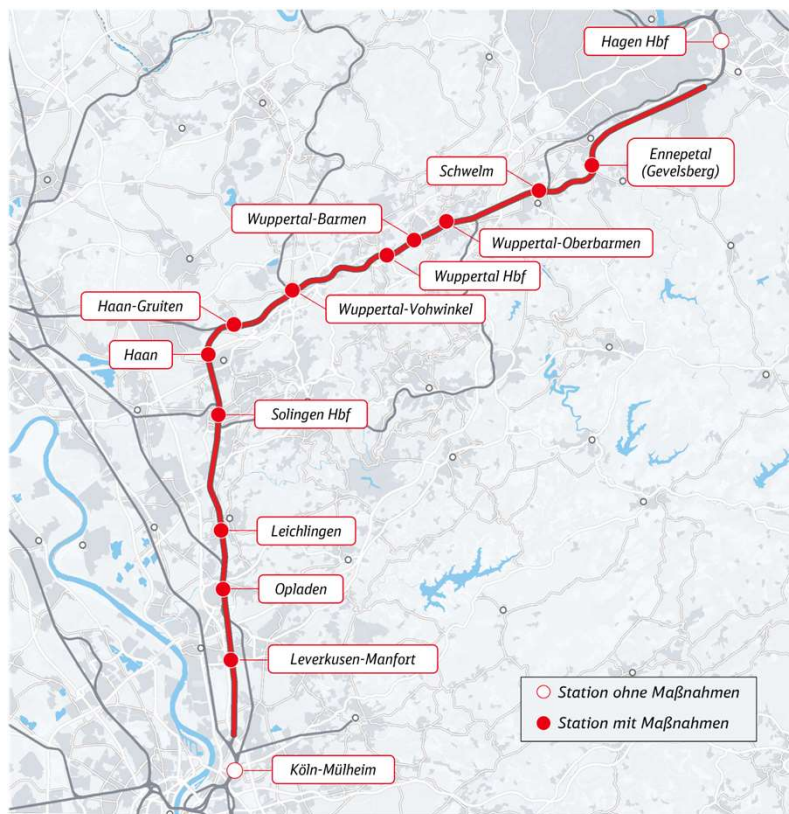 Hagen Hbf
Ennepetal
(Gevelsberg)
Schwelm
Wuppertal-Barmen
Wuppertal-Oberbarmen
Wuppertal Hbf
Haan-Gruiten
Wuppertal-Vohwinkel
Haan
Solingen Hbf
Leichlingen
Opladen
Leverkusen-Manfort
Station ohne Maßnahmen
Station mit Maßnahmen
Köln-Mülheim